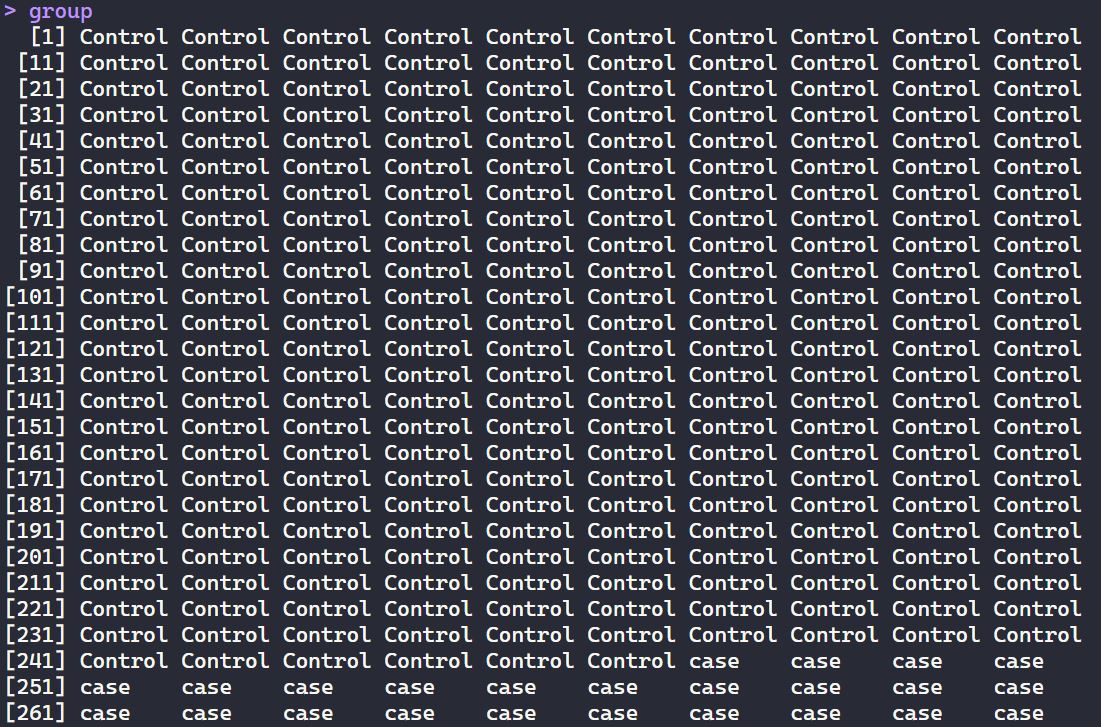 > group
[1] Control Control Control Control Control Control Control Control Control Control
[11] Control Control Control Control Control Control Control Control Control Control
[21] Control Control Control Control Control Control Control Control Control Control
[31] Control Control Control Control Control Control Control Control Control Control
[41] Control Control Control Control Control Control Control Control Control Control
[51] Control Control Control Control Control Control Control Control Control Control
[61] Control Control Control Control Control Control Control Control Control Control
[71] Control Control Control Control Control Control Control Control Control Control
[81] Control Control Control Control Control Control Control Control Control Control
[91] Control Control Control Control Control Control Control Control Control Control
[101] Control Control Control Control Control Control Control Control Control Control
[111] Control Control Control Control Control Control Control Control Control Control
[121] Control Control Control Control Control Control Control Control Control Control
[131] Control Control Control Control Control Control Control Control Control Control
[141] Control Control Control Control Control Control Control Control Control Control
[151] Control Control Control Control Control Control Control Control Control Control
[161] Control Control Control Control Control Control Control Control Control Control
[171] Control Control Control Control Control Control Control Control Control Control
[181] Control Control Control Control Control Control Control Control Control Control
[191] Control Control Control Control Control Control Control Control Control Control
[201] Control Control Control Control Control Control Control Control Control Control
[211] Control Control Control Control Control Control Control Control Control Control
[221] Control Control Control Control Control Control Control Control Control Control
[231] Control Control Control Control Control Control Control Control Control Control
[241] Control Control Control Control Control Control case case case case
[251] case case case case case case case case case case
[261] case case case case case case case case case case